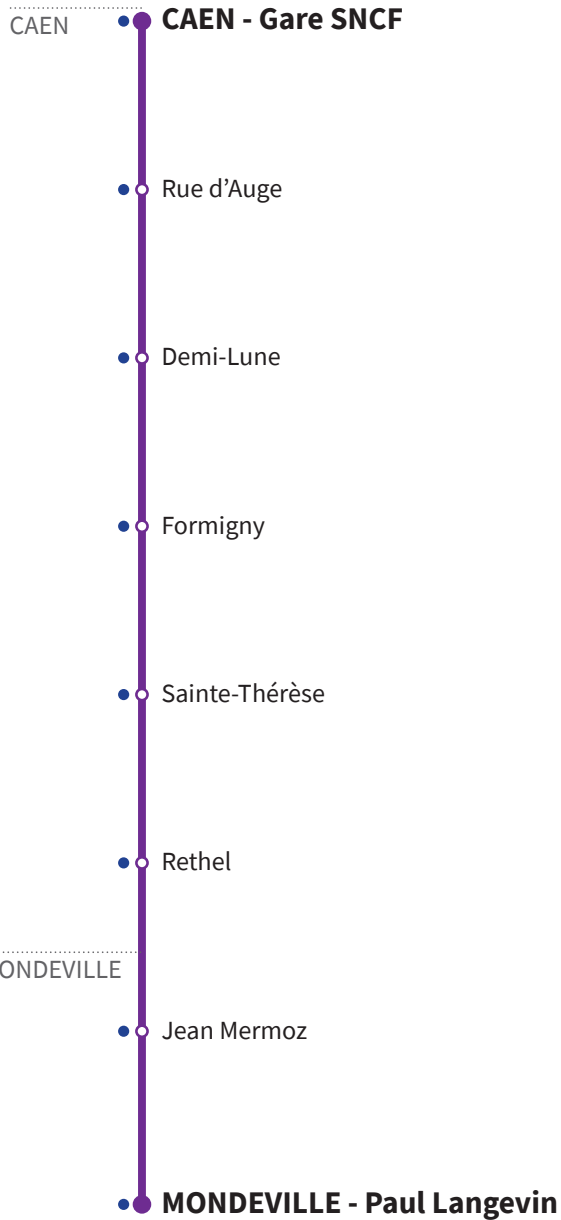 CAEN
CAEN - Gare SNCF
Rue d’Auge
Demi-Lune
Formigny
Sainte-Thérèse
Rethel
ONDEVILLE
Jean Mermoz
MONDEVILLE - Paul Langevin